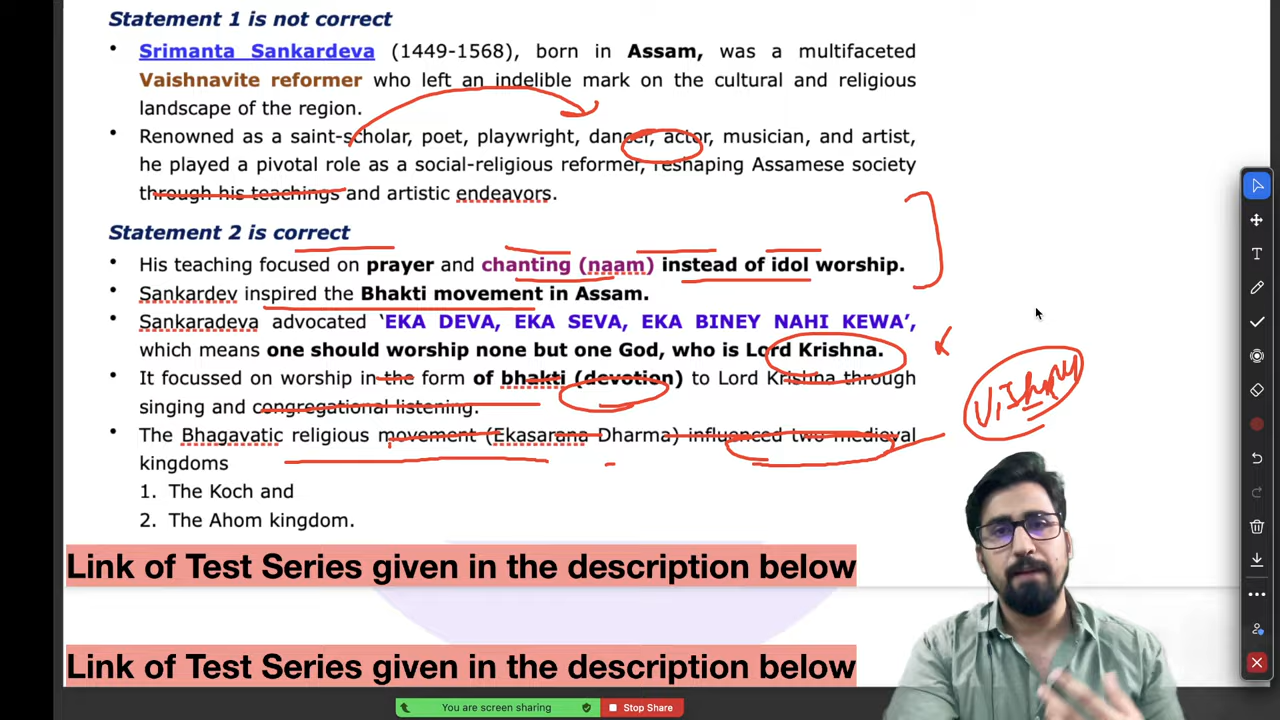 Statement 1 is not correct
• Srimanta Sankardeva (1449-1568), born in Assam, was a multifaceted
Vaishnavite reformer who left an indelible mark on the cultural and religious
landscape of the region.
• Renowned as a saint-scholar, poet, playwright, dancer, actor, musician, and artist,
he played a pivotal role as a social-religious reformer, reshaping Assamese society
through his teachings and artistic endeavors.
Statement 2 is correct
• His teaching focused on prayer and chanting (naam) instead of idol worship.
• Sankardev inspired the Bhakti movement in Assam.
• Sankaradeva advocated ‘EKA DEVA, EKA SEVA, EKA BINEY NAHI KEWA’,
which means one should worship none but one God, who is Lord Krishna.
• It focussed on worship in the form of bhakti (devotion) to Lord Krishna through
singing and congregational listening.
Vishnu
• The Bhagavatic religious movement (Ekasarana Dharma) influenced two medieval
kingdoms
1. The Koch and
2. The Ahom kingdom.
Link of Test Series given in the description below
Link of Test Series given in the description below
You are screen sharing
Stop Share